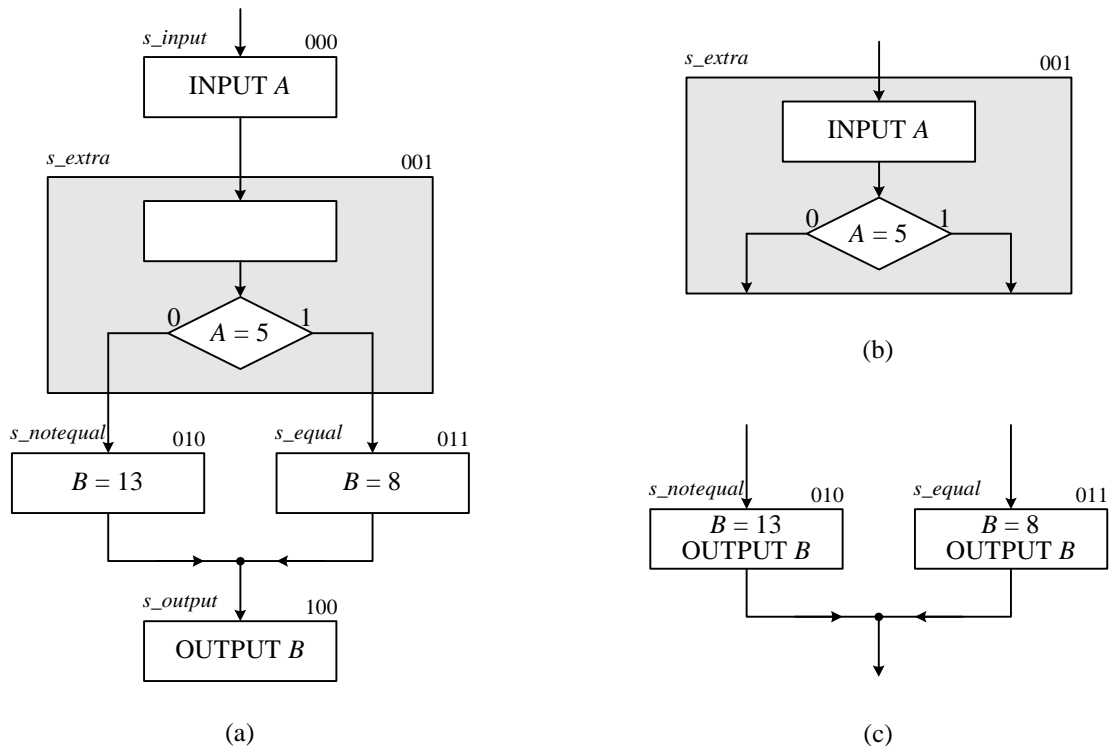 s_input
000
INPUT A
s_extra
001
0
1
A = 5
s_notequal
010
s_equal
011
B = 13
B = 8
s_output
100
OUTPUT B
(a)
s_extra
001
INPUT A
0
1
A = 5
(b)
s_notequal
010
s_equal
011
B = 13
OUTPUT B
B = 8
OUTPUT B
(c)